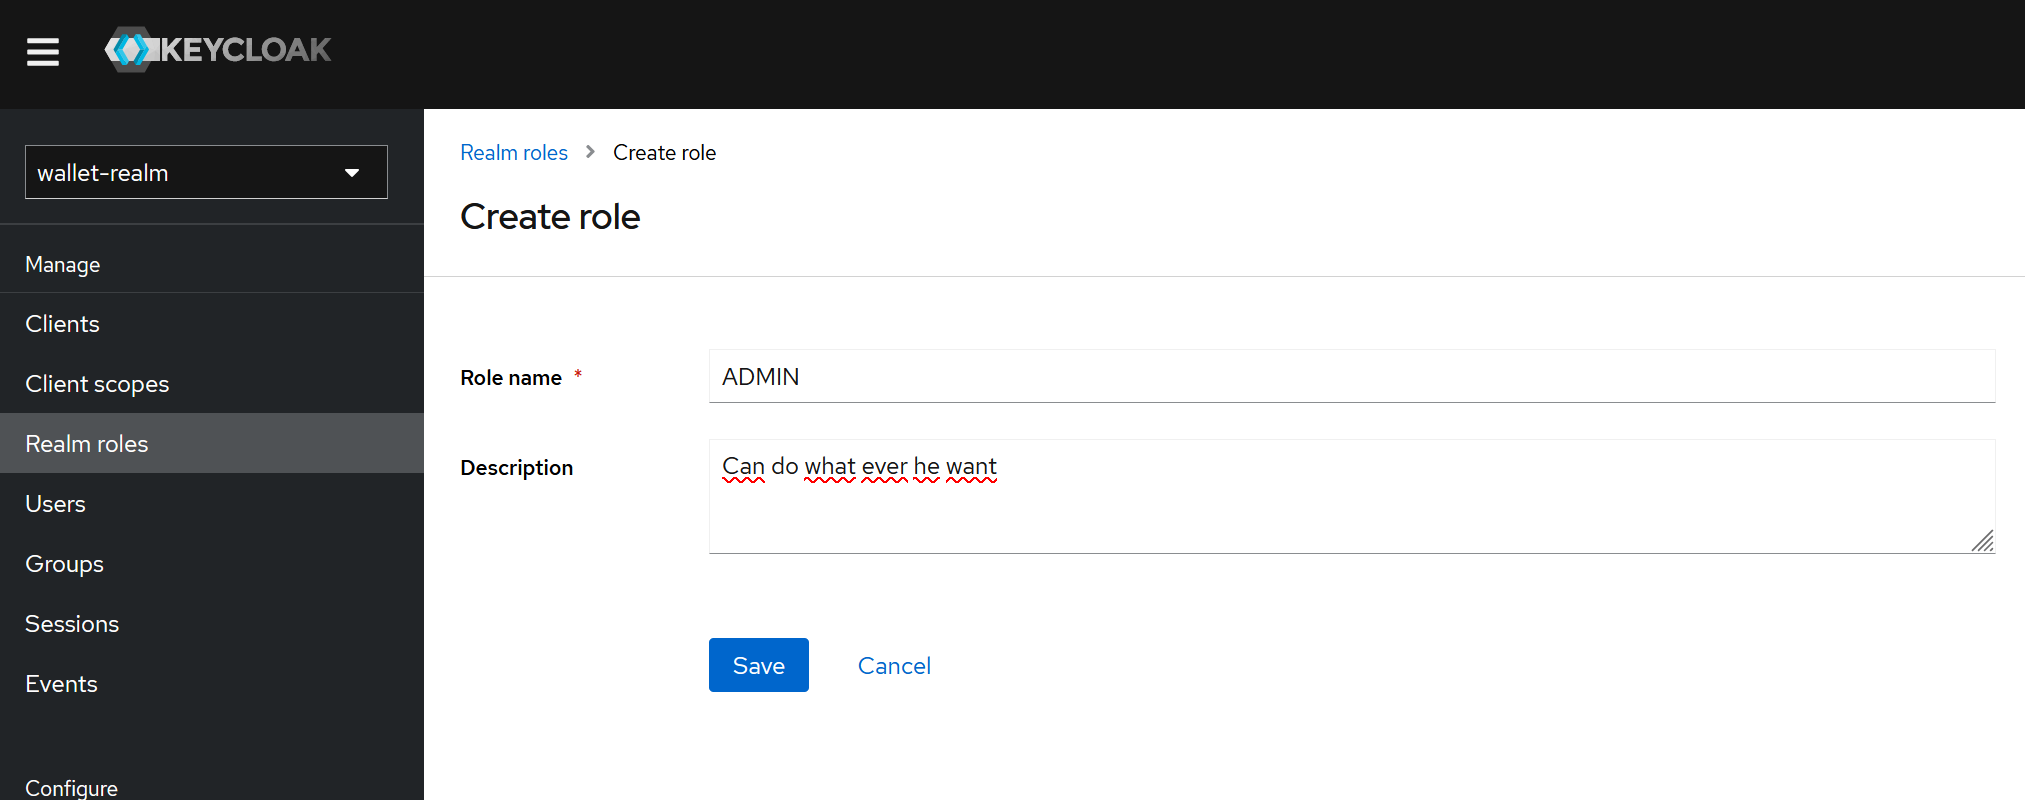 KEYCLOAK
wallet-realm
Manage
Clients
Client scopes
Realm roles
Users
Groups
Sessions
Events
Configure
Realm roles > Create role
Create role
Role name *
ADMIN
Description
Can do what ever he want
Save Cancel